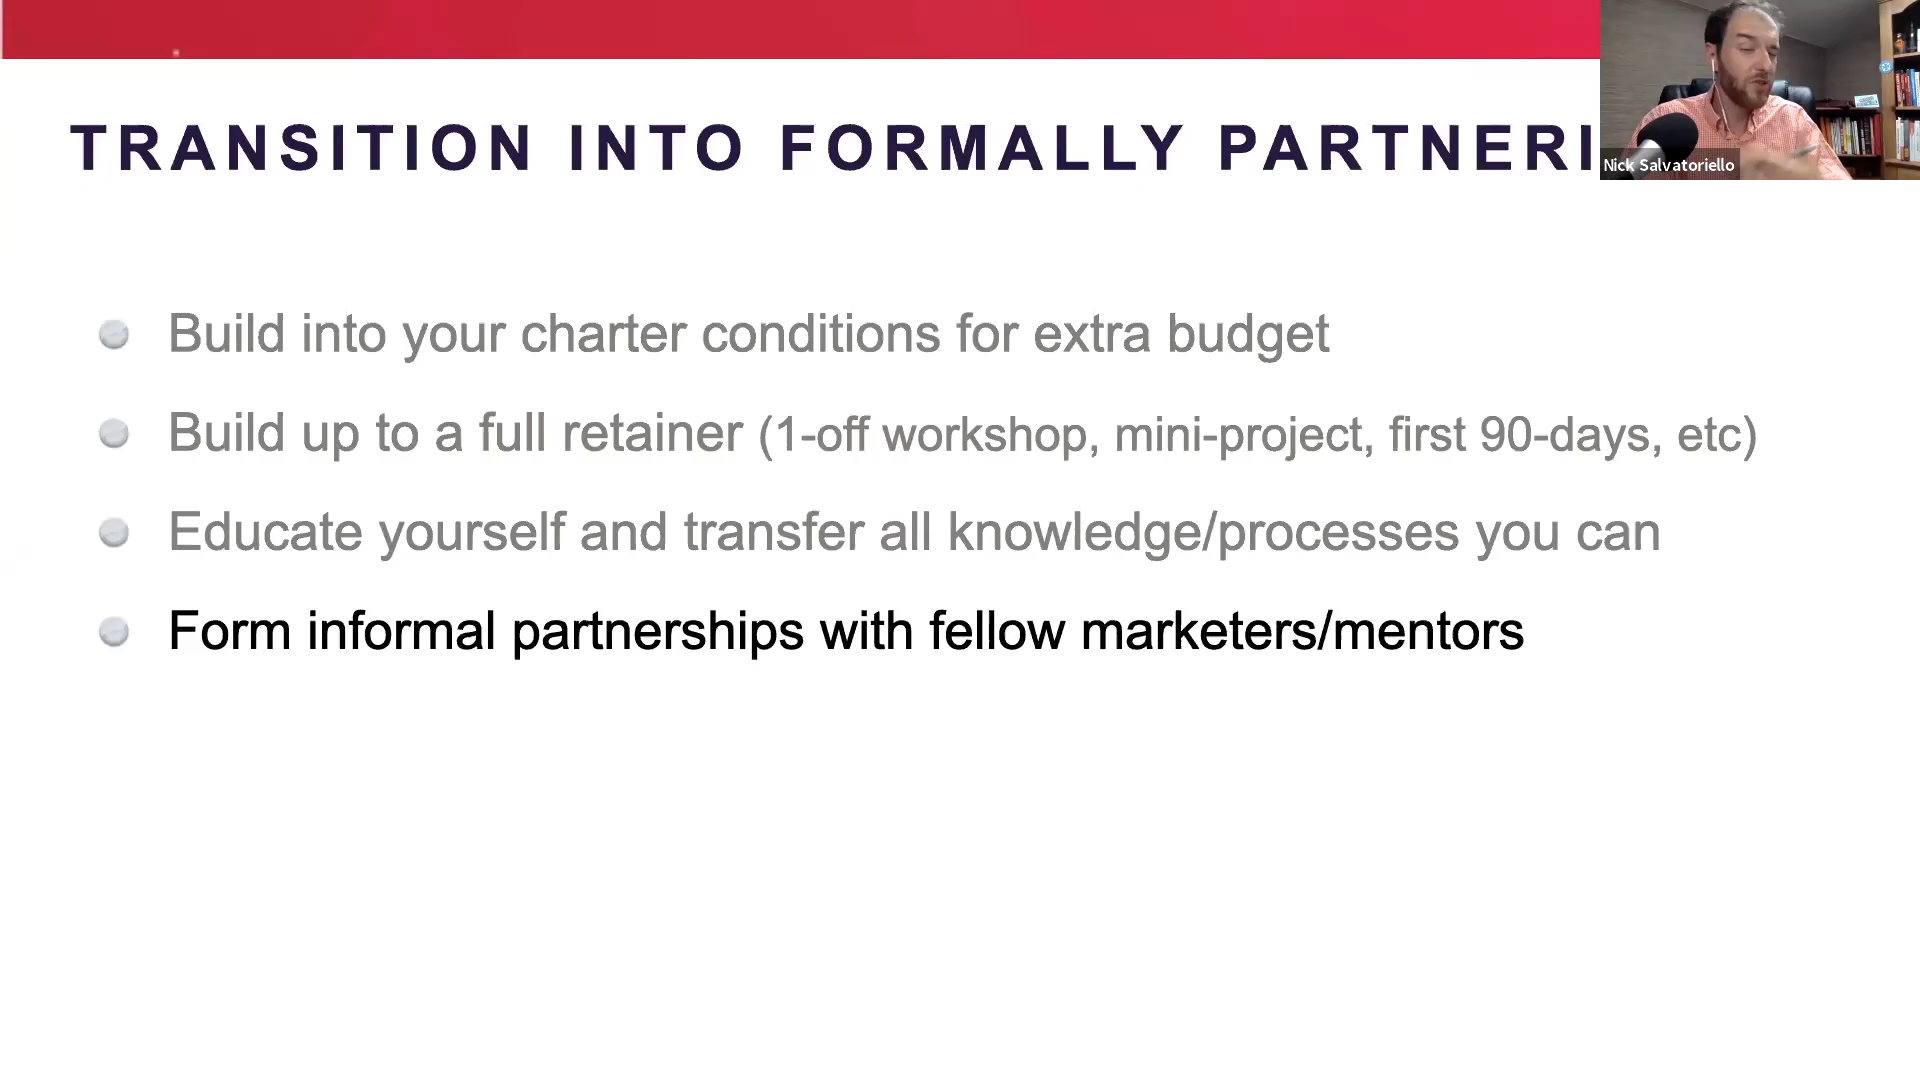 TRANSITION INTO FORMALLY PARTNERI
Nick Salvatoriello
Build into your charter conditions for extra budget
Build up to a full retainer (1-off workshop, mini-project, first 90-days, etc)
Educate yourself and transfer all knowledge/processes you can
Form informal partnerships with fellow marketers/mentors